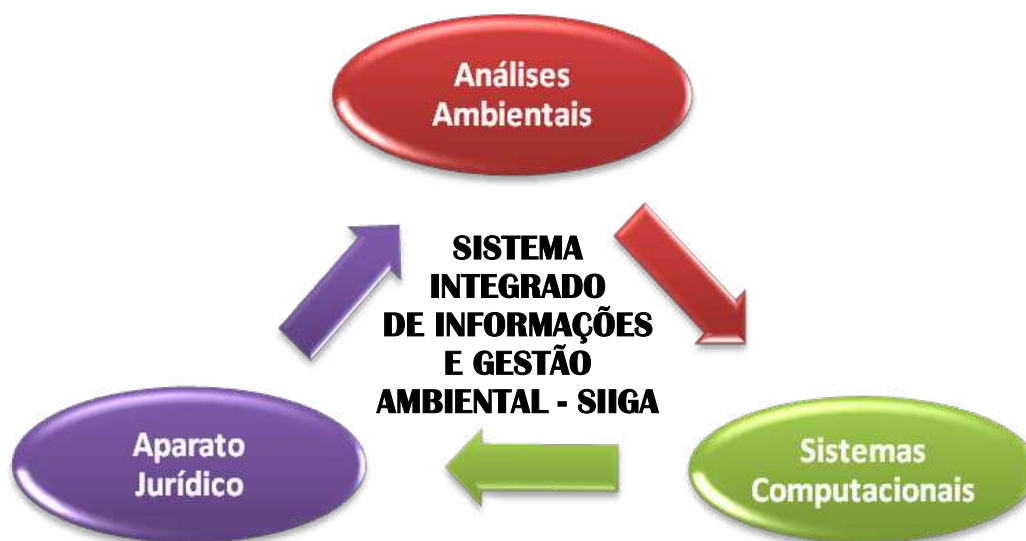 Análises
Ambientais
SISTEMA
INTEGRADO
DE INFORMAÇÕES
E GESTÃO
AMBIENTAL - SIIGA
Aparato
Jurídico
Sistemas
Computacionais